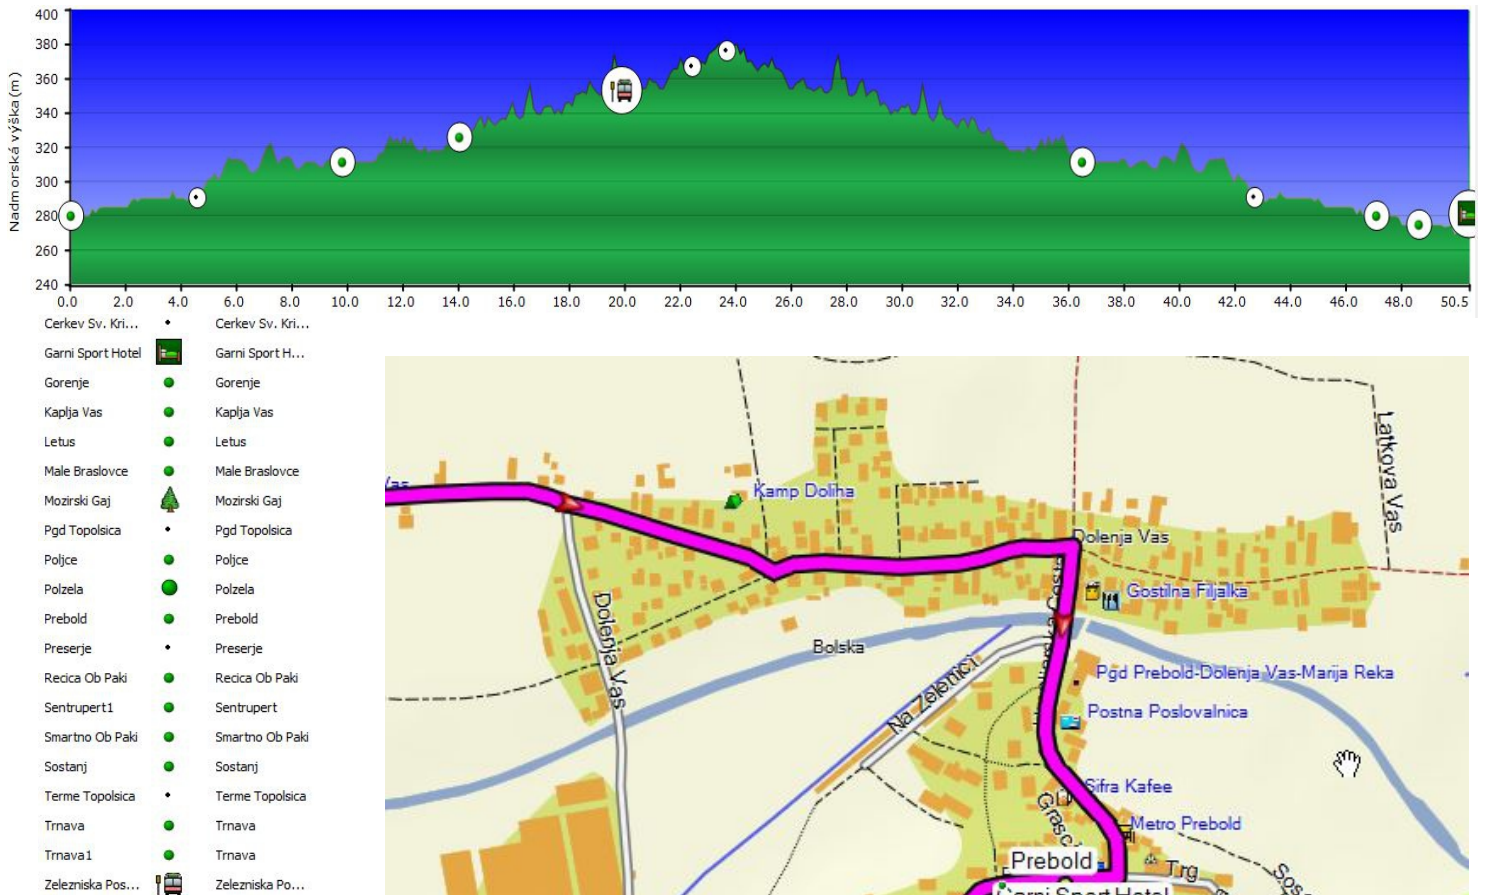 400
380
360
340
320
300
280
260
240
Nadmorská výška (m)
0.0 2.0 4.0 6.0 8.0 10.0 12.0 14.0 16.0 18.0 20.0 22.0 24.0 26.0 28.0 30.0 32.0 34.0 36.0 38.0 40.0 42.0 44.0 46.0 48.0 50.5
Cerkev Sv. Kri... Cerkev Sv. Kri...
Garni Sport Hotel Garni Sport H...
Gorenje Gorenje
Kaplja Vas Kaplja Vas
Letus Letus
Male Braslovce Male Braslovce
Mozirski Gaj Mozirski Gaj
Pgd Topolsica Pgd Topolsica
Poljce Poljce
Polzela Polzela
Prebold Prebold
Preserje Preserje
Recica Ob Paki Recica Ob Paki
Sentrupert1 Sentrupert
Smartno Ob Paki Smartno Ob Paki
Sostanj Sostanj
Terme Topolsica Terme Topolsica
Trnava Trnava
Trnava1 Trnava
Zelezniska Pos... Zelezniska Po...
Latkova Vas
Kamp Doliha
Dolenja Vas
Gostilna Filjalka
Dolenja Vas
Bolska
Na Zelenici
Pgd Prebold-Dolenja Vas-Marija Reka
Postna Poslovalnica
Sifra Kafee
Metro Prebold
Prebold
Trg
Garni Sport Hotel